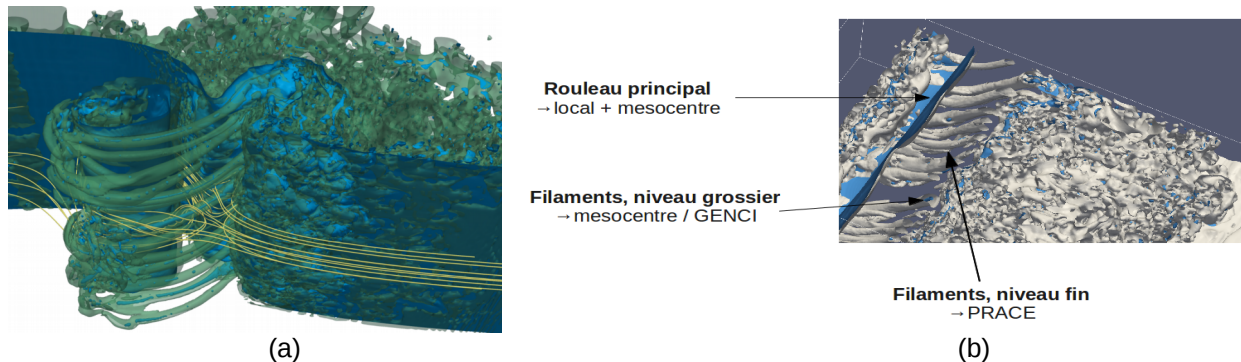 Rouleau principal
→local + mesocentre
Filaments, niveau grossier
→mesocentre / GENCI
Filaments, niveau fin
→PRACE
(a)
(b)